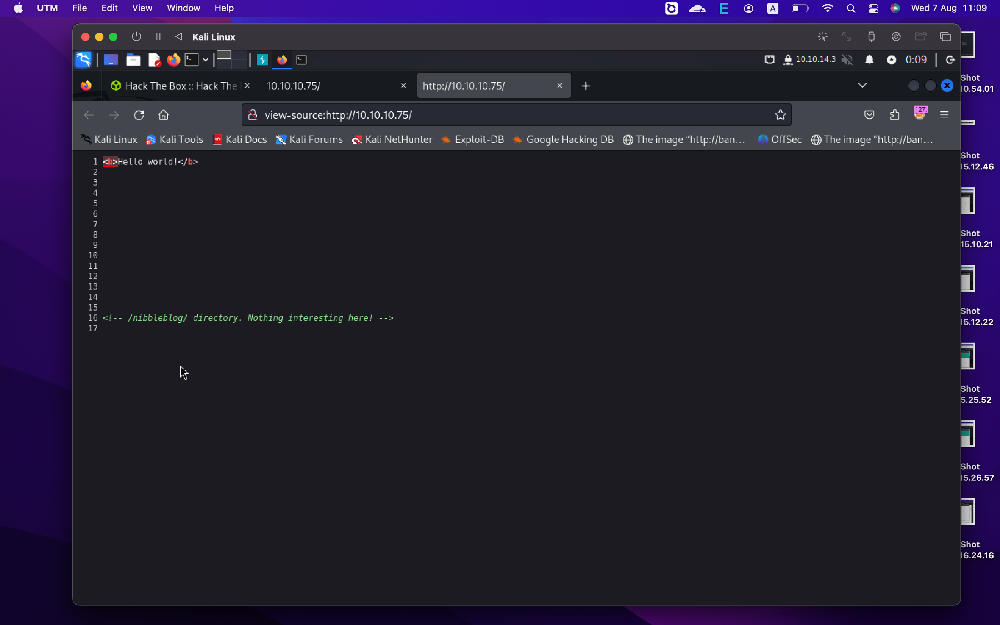 UTM File Edit View Window Help Wed 7 Aug 11:09
Kali Linux
10.10.14.3 0:09
Hack The Box :: Hack The 10.10.10.75/ http://10.10.10.75/
view-source:http://10.10.10.75/ 127.
Kali Linux Kali Tools Kali Docs Kali Forums Kali NetHunter Exploit-DB Google Hacking DB The image “http://ban... OffSec The image “http://ban...
1 <b>Hello world!</b>
2
3
4
5
6
7
8
9
10
11
12
13
14
15
16 <!-- /nibbleblog/ directory. Nothing interesting here! -->
17
Shot
10.54.01
Shot
15.12.46
Shot
15.10.21
Shot
15.12.22
Shot
5.25.52
Shot
15.26.57
Shot
16.24.16